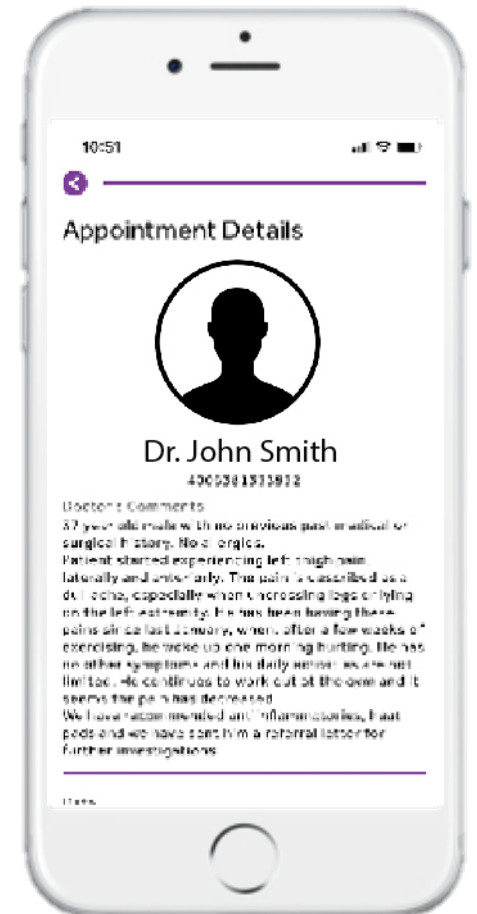 10:51
Appointment Details
Dr. John Smith
Doctor's Comments
37 year old male with no previous past medical or
surgical history. No allergies.
Patient started experiencing left thigh pain,
laterally and anteriorly. The pain is described as a
dull ache, especially when uncrossing legs or lying
on the left extremity. He has been having these
pains since last January, when, after a few weeks of
exercising, he woke up one morning hurting. He has
no other symptoms and his daily activities are not
limited. He continues to work out at the gym and it
seems the pain has decreased.
We have recommended anti inflammatories, heat
pads and we have sent him a referral letter for
further investigations